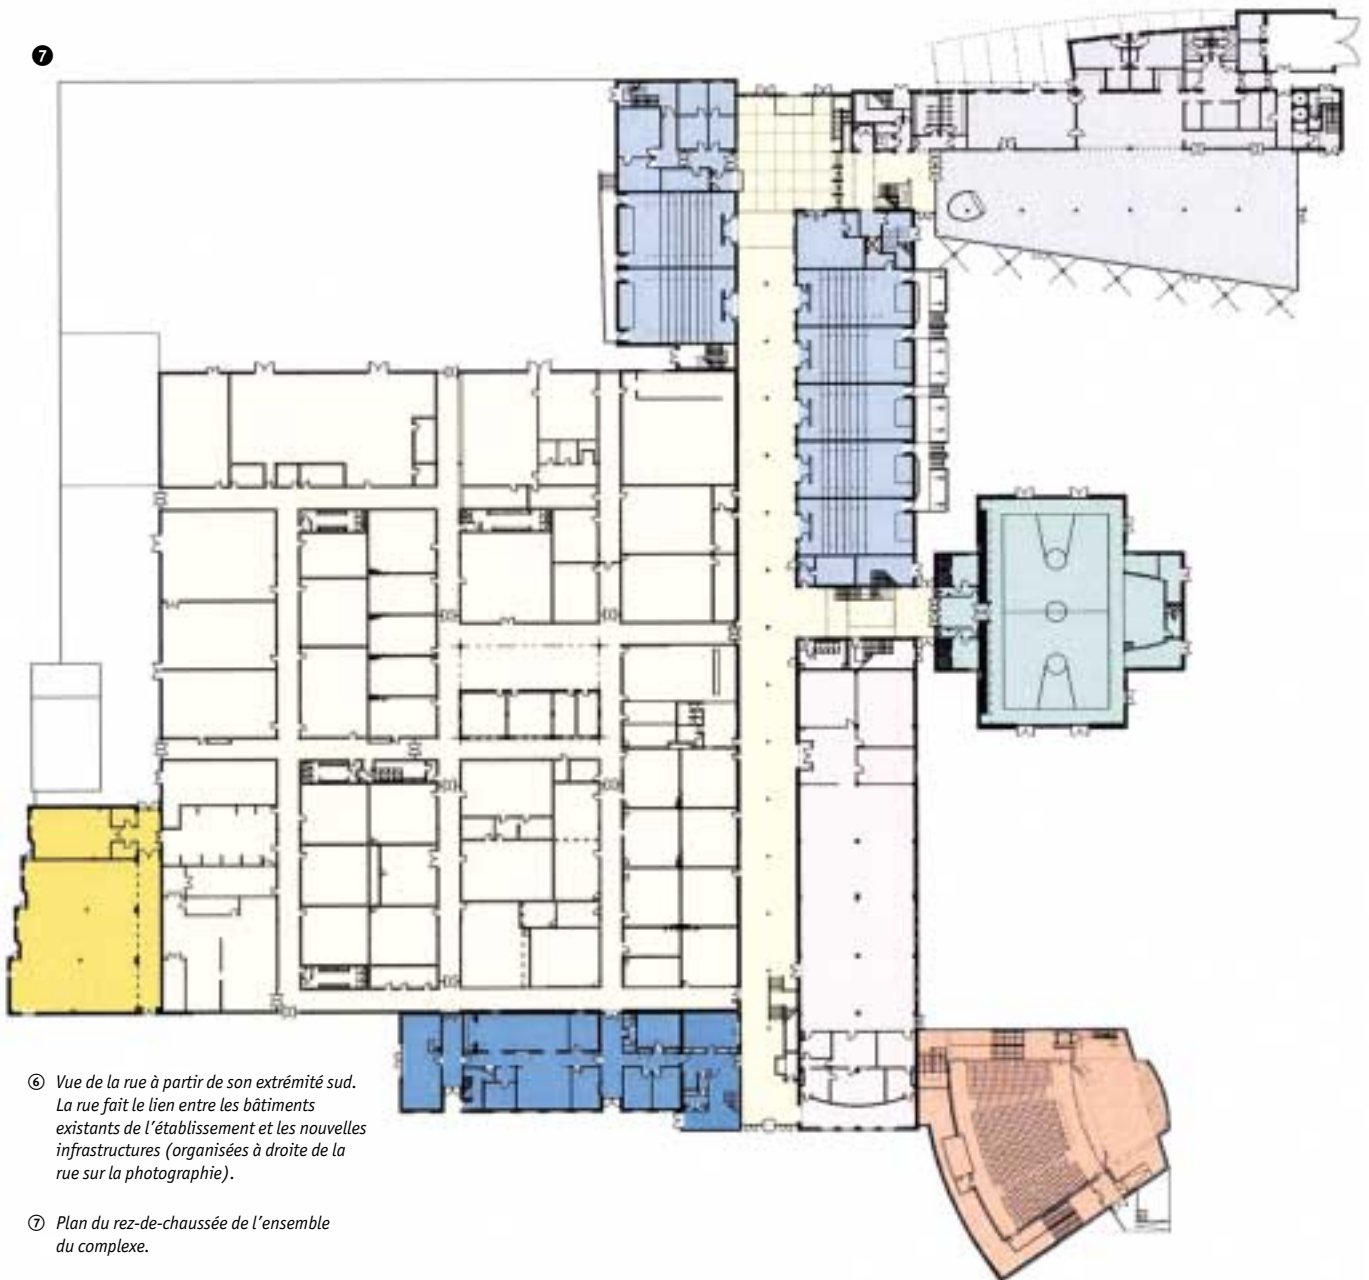 ❼
⑥ Vue de la rue à partir de son extrémité sud.
La rue fait le lien entre les bâtiments
existants de l'établissement et les nouvelles
infrastructures (organisées à droite de la
rue sur la photographie).
⑦ Plan du rez-de-chaussée de l'ensemble
du complexe.